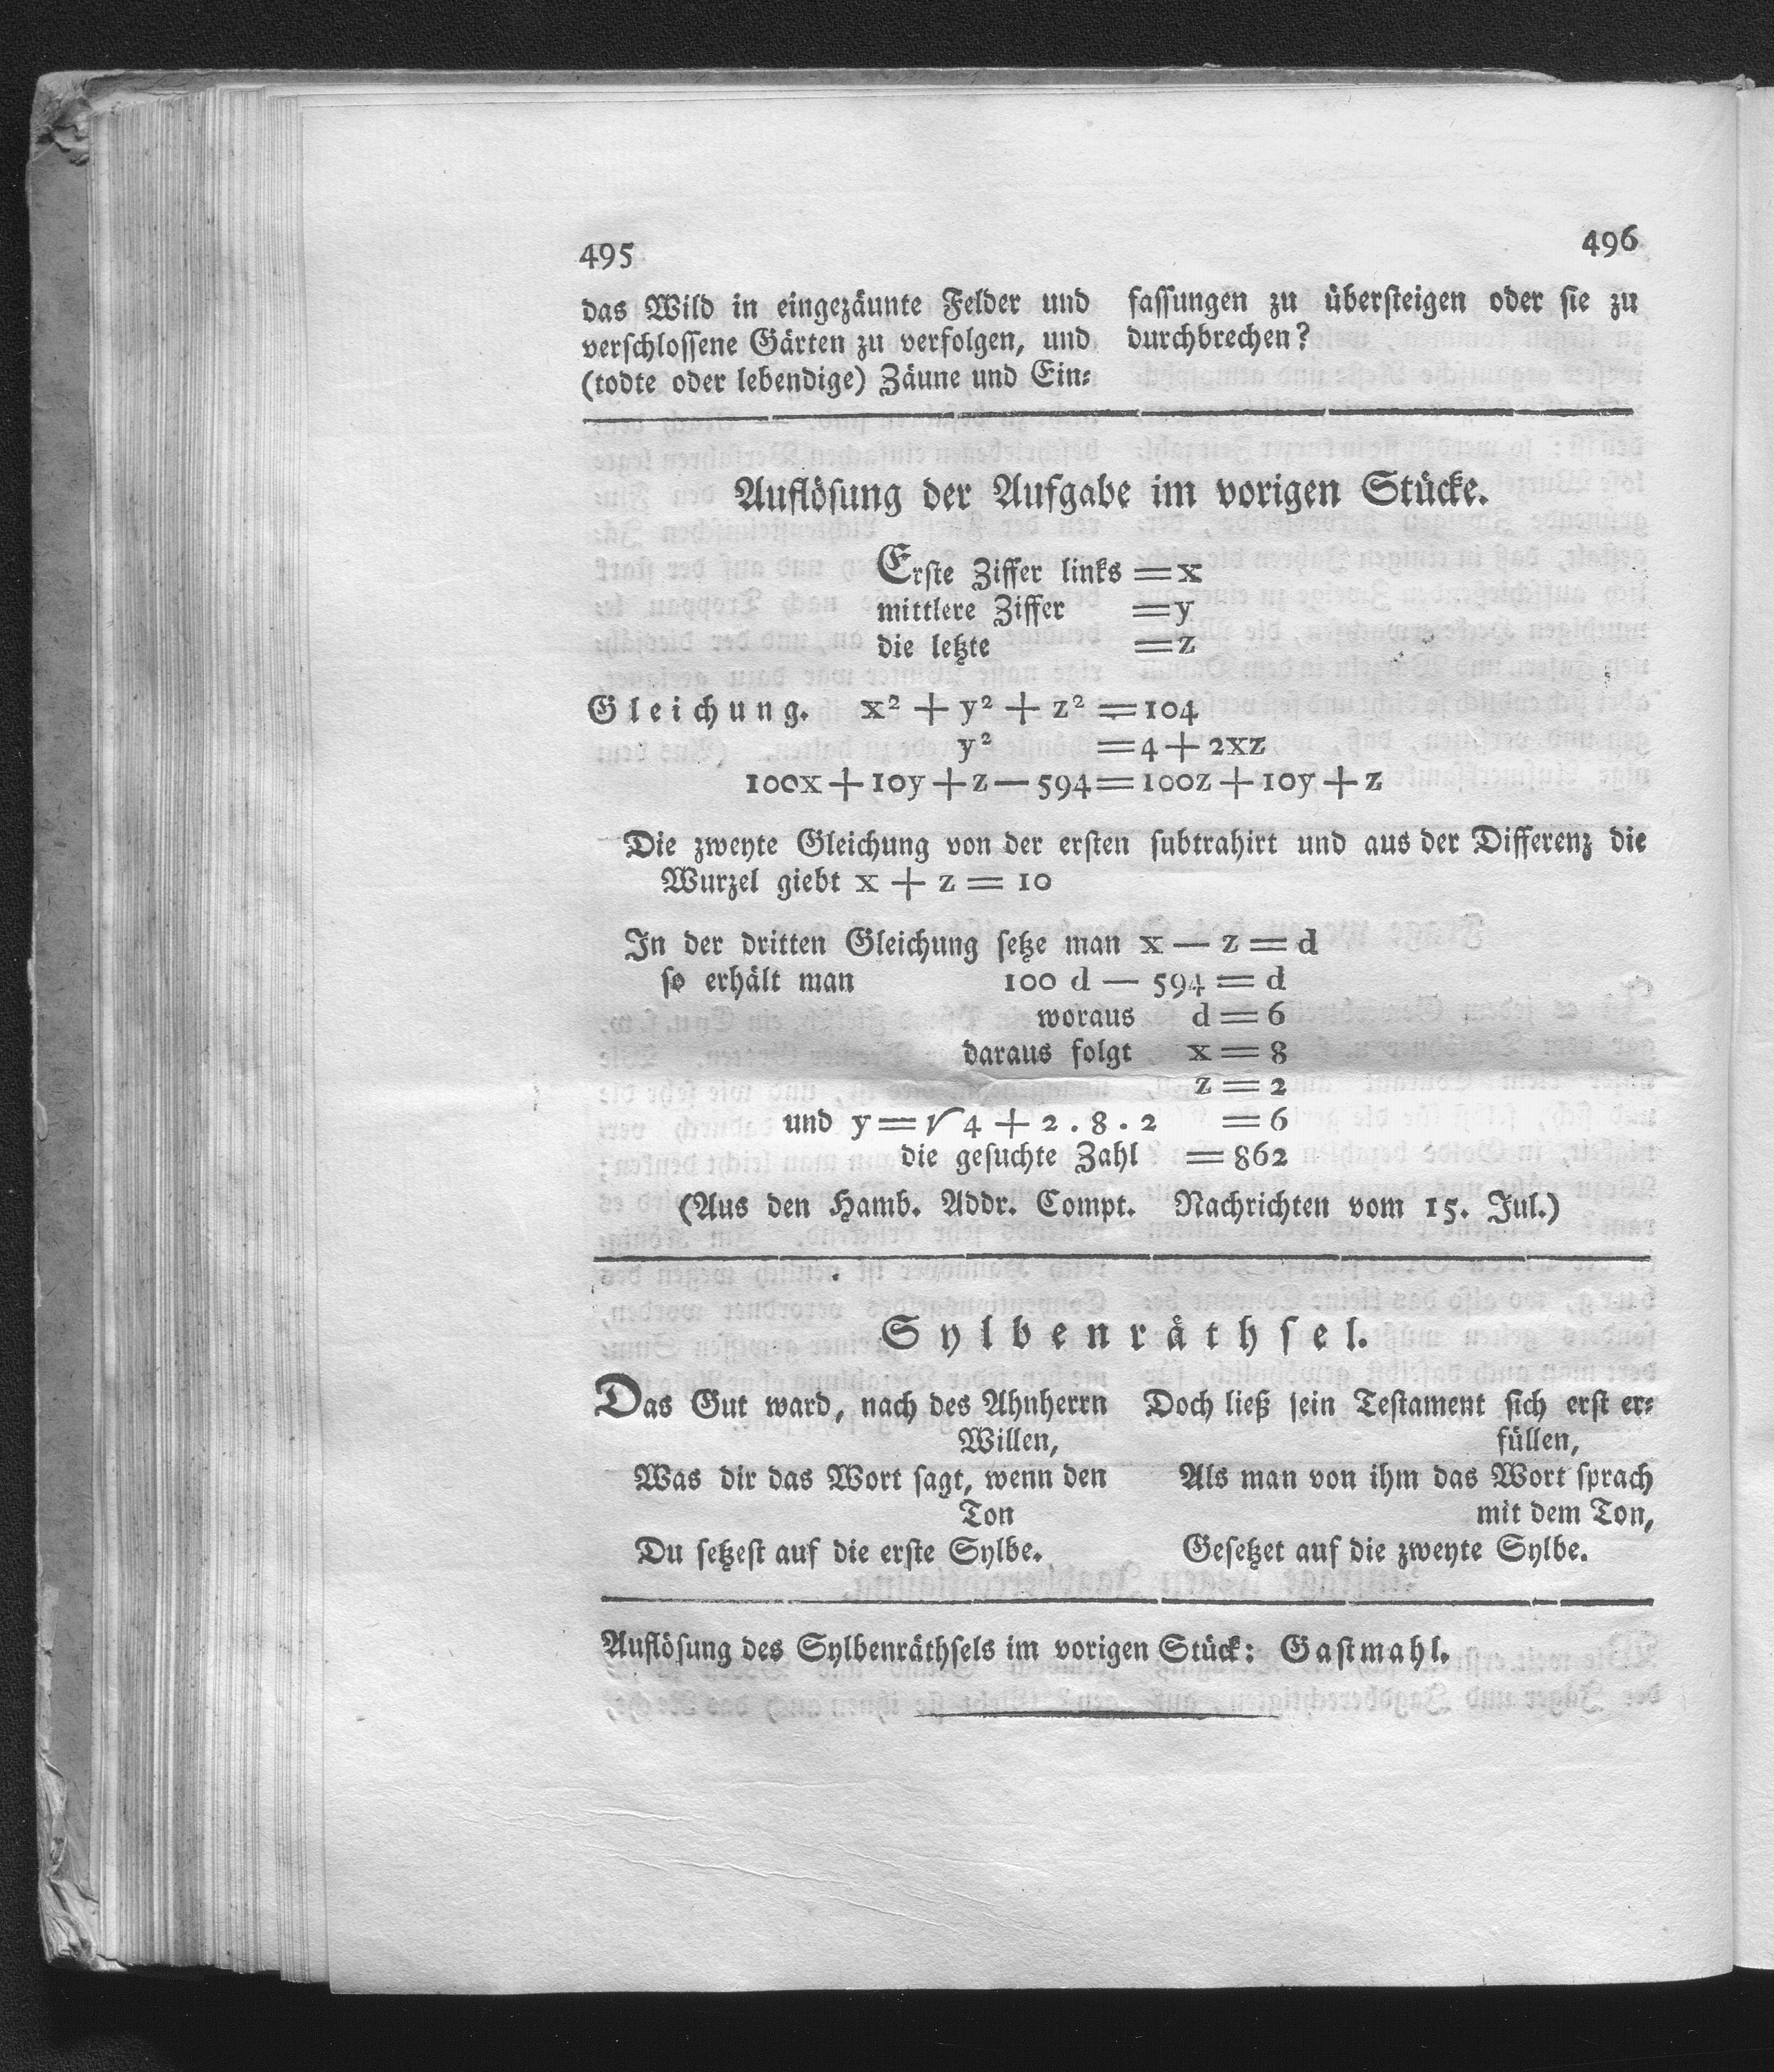 495
496
das Wild in eingezäunte Felder und
verschlossene Gärten zu verfolgen, und
(todte oder lebendige) Zäune und Ein-
fassungen zu übersteigen oder sie zu
durchbrechen?
Auflösung der Aufgabe im vorigen Stücke.
Erste Ziffer links = x
mittlere Ziffer = y
die letzte = z
Gleichung. x² + y² + z² = 104
y² = 4 + 2xz
100x + 10y + z — 594 = 100z + 10y + z
Die zweyte Gleichung von der ersten subtrahirt und aus der Differenz die
Wurzel giebt x + z = 10
In der dritten Gleichung setze man x — z = d
so erhält man 100 d — 594 = d
woraus d = 6
daraus folgt x = 8
z = 2
und y = √ 4 + 2 . 8 . 2 = 6
die gesuchte Zahl = 862
(Aus den Hamb. Addr. Compt. Nachrichten vom 15. Jul.)
Sylbenräthsel.
Das Gut ward, nach des Ahnherrn
Willen,
Was dir das Wort sagt, wenn den
Ton
Du setzest auf die erste Sylbe.
Doch ließ sein Testament sich erst er-
füllen,
Als man von ihm das Wort sprach
mit dem Ton,
Gesetzet auf die zweyte Sylbe.
Auflösung des Sylbenräthsels im vorigen Stück: Gastmahl.